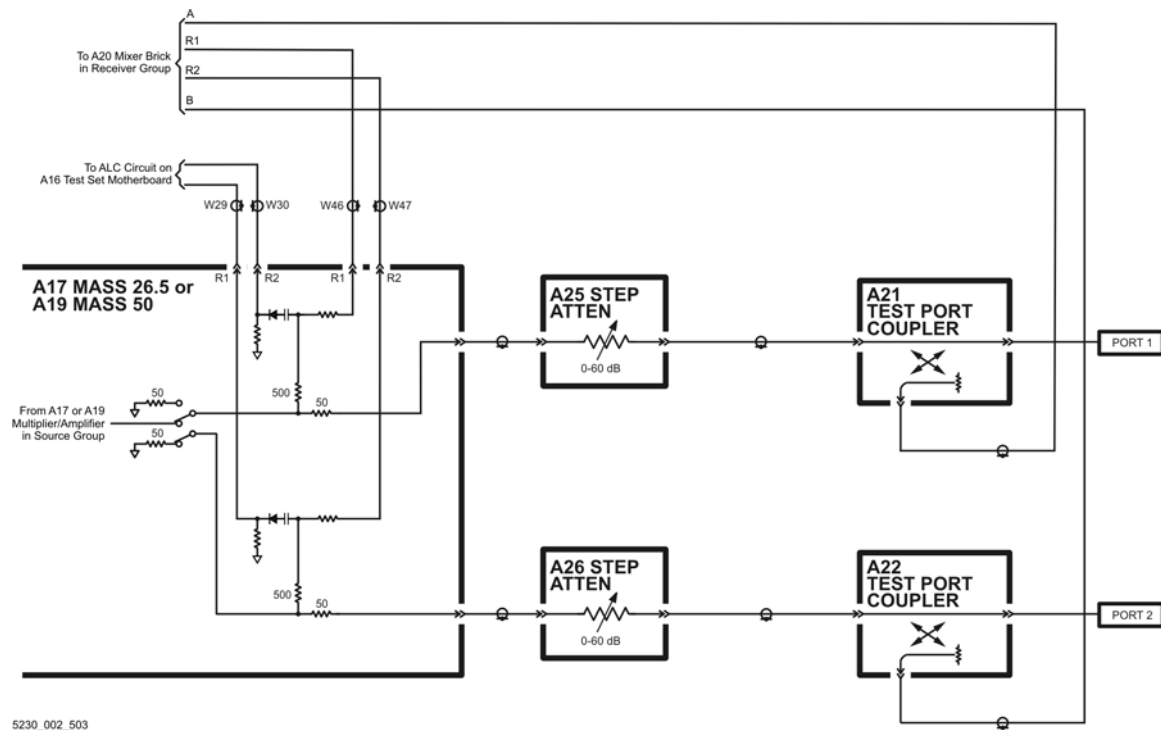 A
R1
To A20 Mixer Brick
in Receiver Group
R2
B
To ALC Circuit on
A16 Test Set Motherboard
W29
W30
W46
W47
R1
R2
R1
R2
A17 MASS 26.5 or
A19 MASS 50
A25 STEP
ATTEN
0-60 dB
A21
TEST PORT
COUPLER
PORT 1
500
50
50
From A17 or A19
Multiplier/Amplifier
in Source Group
50
500
50
A26 STEP
ATTEN
0-60 dB
A22
TEST PORT
COUPLER
PORT 2
5230_002_503